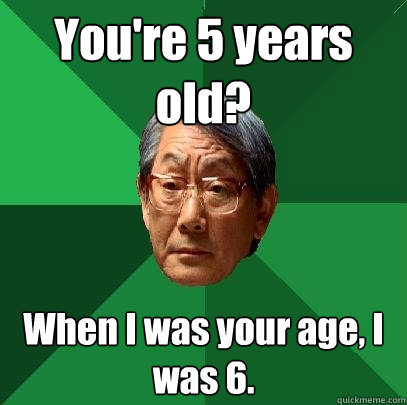 You're 5 years
old?
When I was your age, I
was 6.
quickmeme.com